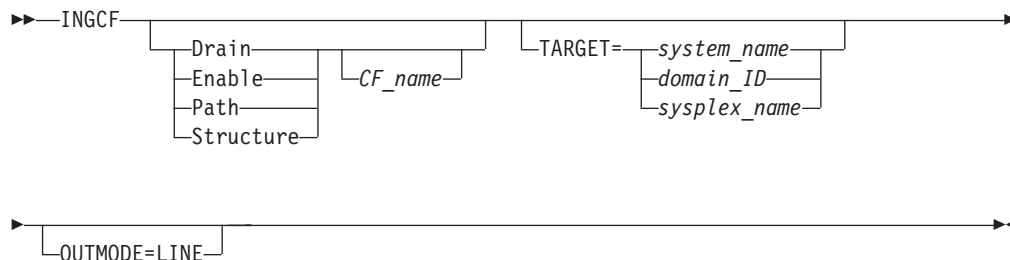 INGCF
Drain
Enable
Path
Structure
CF_name
TARGET=
system_name
domain_ID
sysplex_name
OUTMODE=LINE